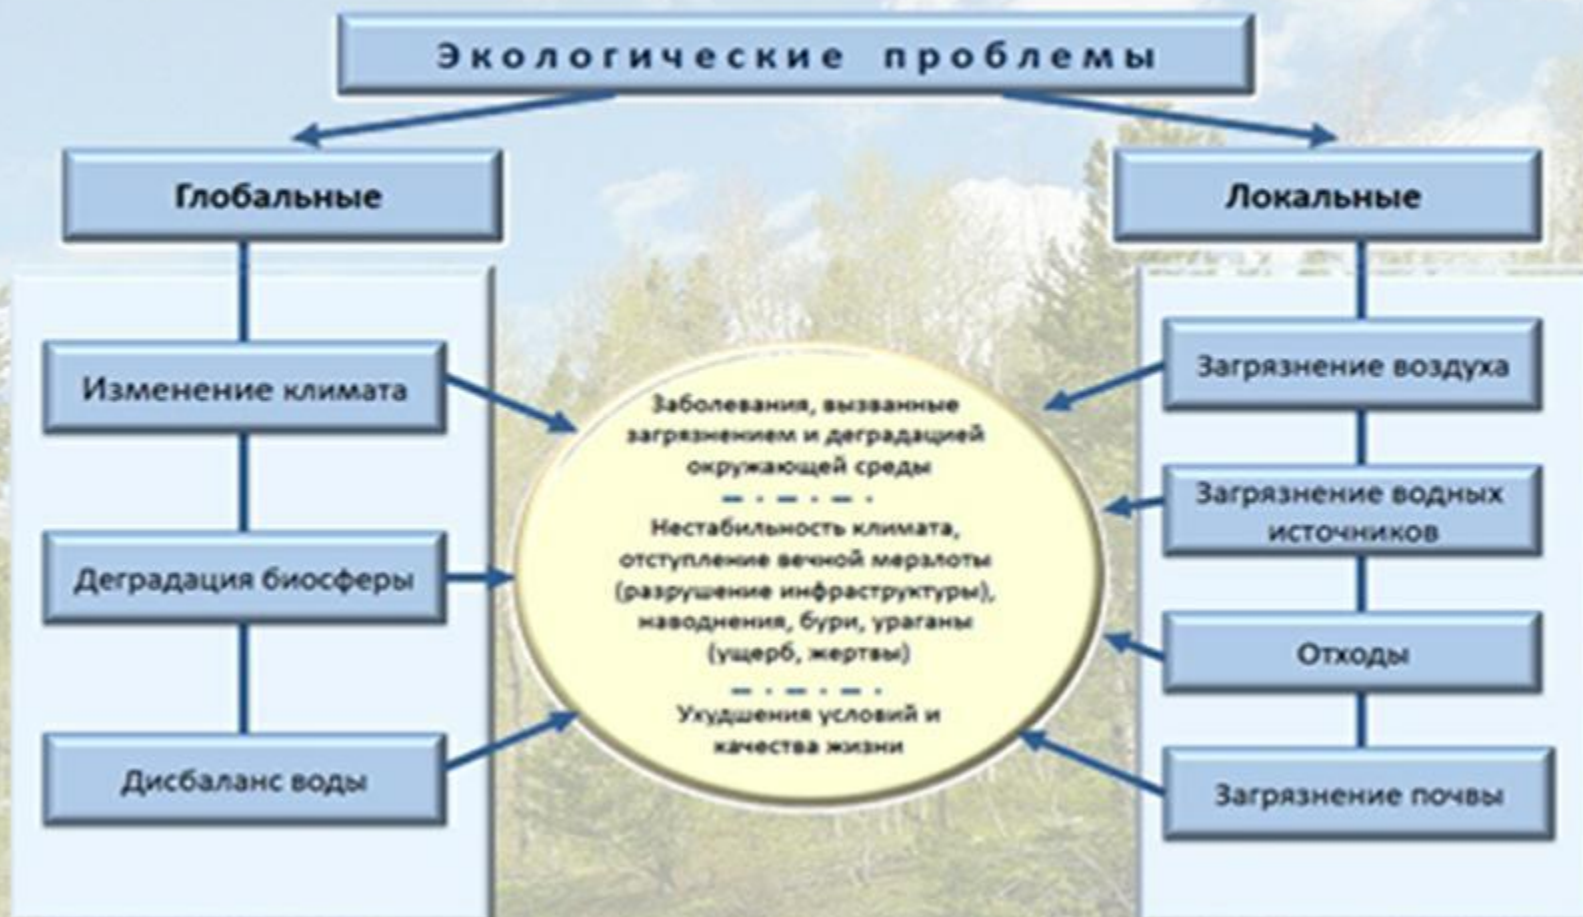 Экологические проблемы
Глобальные
Локальные
Изменение климата
Деградация биосферы
Дисбаланс воды
Заболевания, вызванные
загрязнением и деградацией
окружающей среды
Нестабильность климата,
отступление вечной мерзлоты
(разрушение инфраструктуры),
наводнения, бури, ураганы
(ущерб, жертвы)
Ухудшения условий и
качества жизни
Загрязнение воздуха
Загрязнение водных
источников
Отходы
Загрязнение почвы